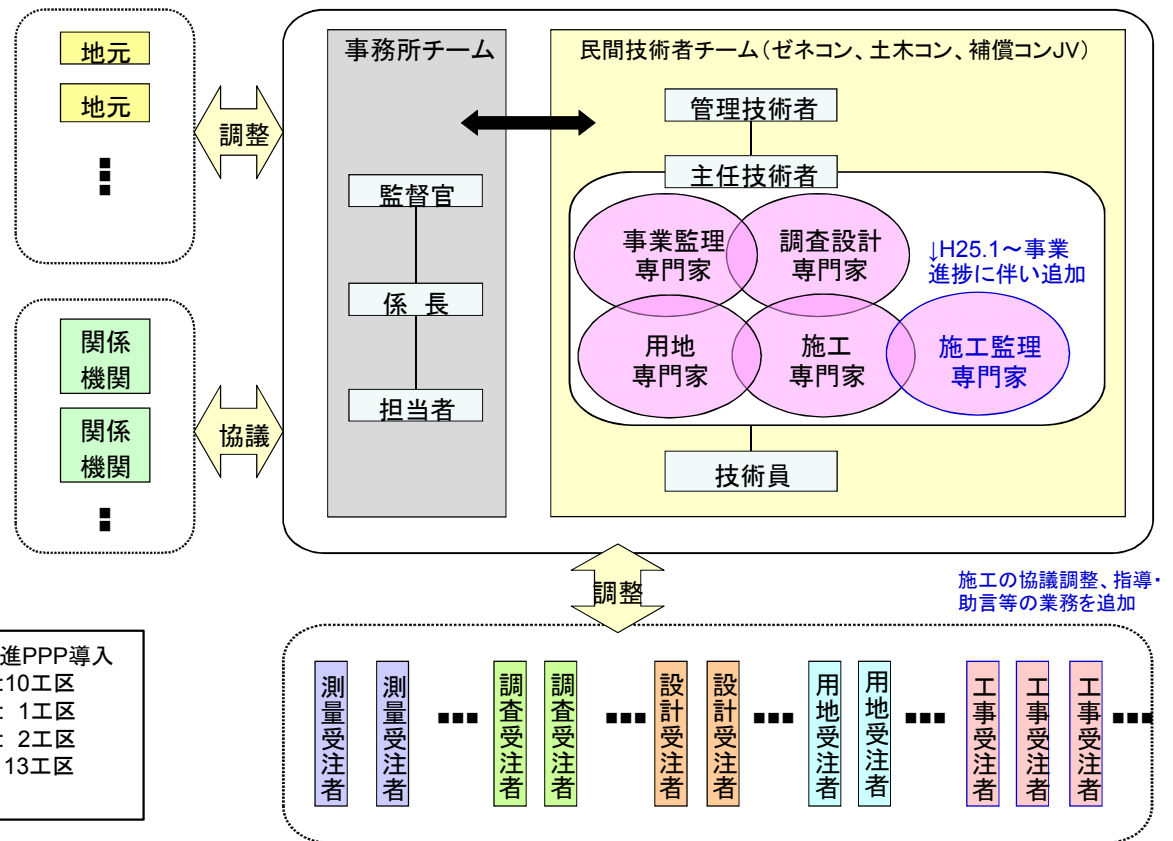 地元
地元
調整
関係
機関
関係
機関
協議
事務所チーム
監督官
係 長
担当者
民間技術者チーム（ゼネコン、土木コン、補償コンJV）
管理技術者
主任技術者
事業監理
専門家
調査設計
専門家
用地
専門家
施工
専門家
施工監理
専門家
↓H25.1～事業
進捗に伴い追加
技術員
調整
施工の協議調整、指導・
助言等の業務を追加
進PPP導入
:10工区
: 1工区
: 2工区
13工区
測量受注者
測量受注者
調査受注者
調査受注者
設計受注者
設計受注者
用地受注者
用地受注者
工事受注者
工事受注者
工事受注者